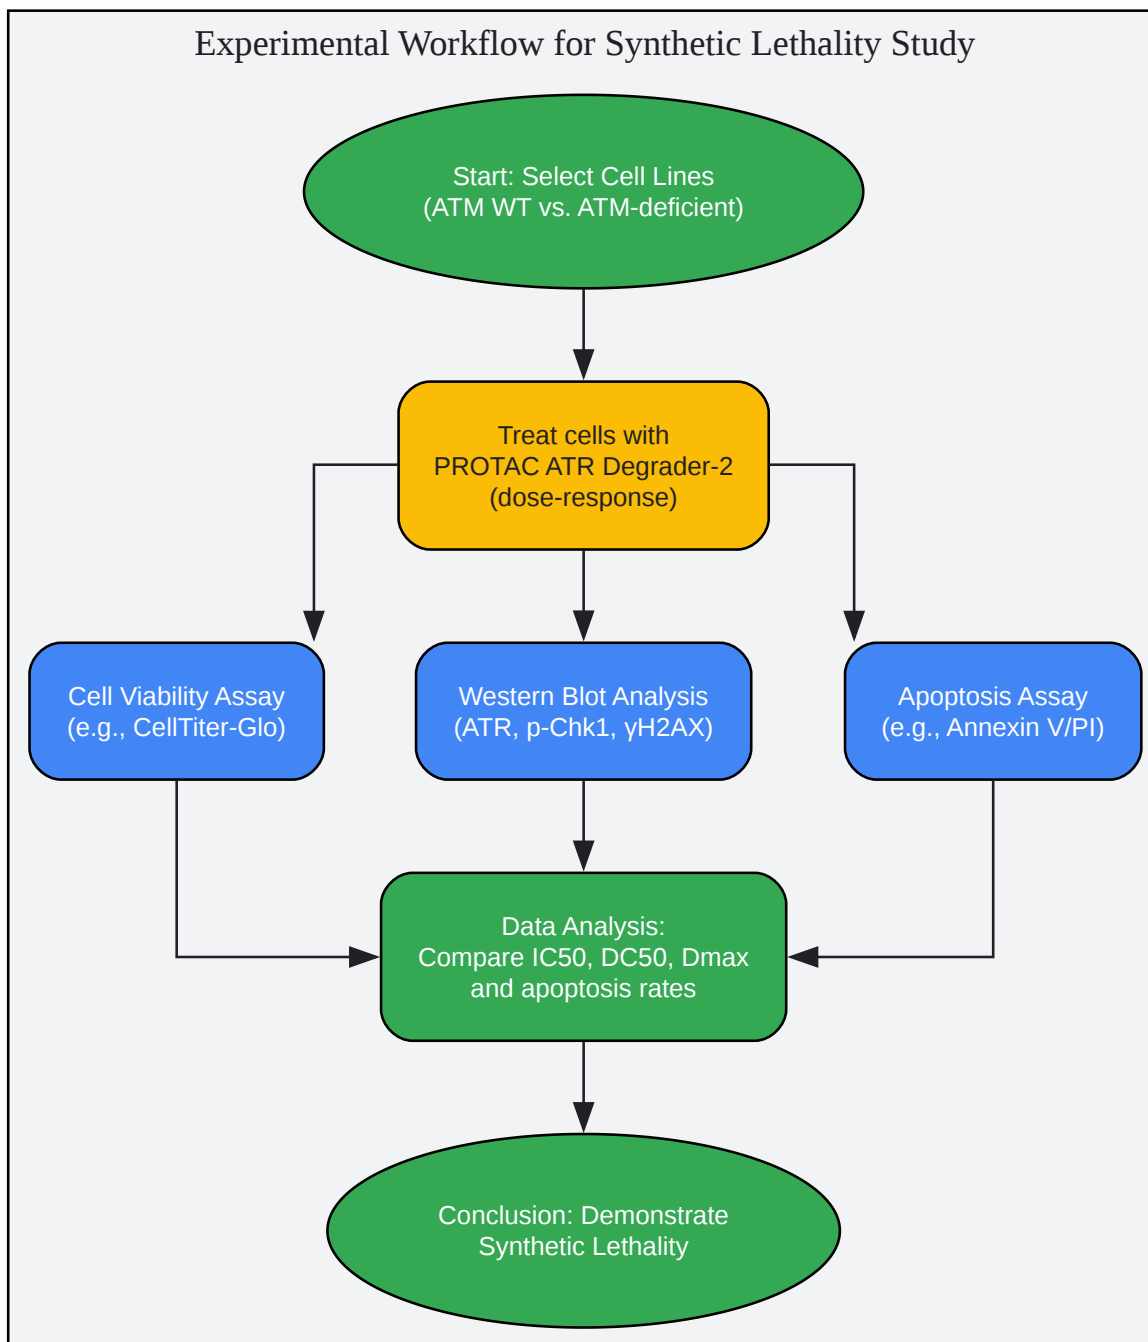 Experimental Workflow for Synthetic Lethality Study
Start: Select Cell Lines
(ATM WT vs. ATM-deficient)
Treat cells with
PROTAC ATR Degrader-2
(dose-response)
Cell Viability Assay
(e.g., CellTiter-Glo)
Western Blot Analysis
(ATR, p-Chk1, γH2AX)
Apoptosis Assay
(e.g., Annexin V/PI)
Data Analysis:
Compare IC50, DC50, Dmax
and apoptosis rates
Conclusion: Demonstrate
Synthetic Lethality